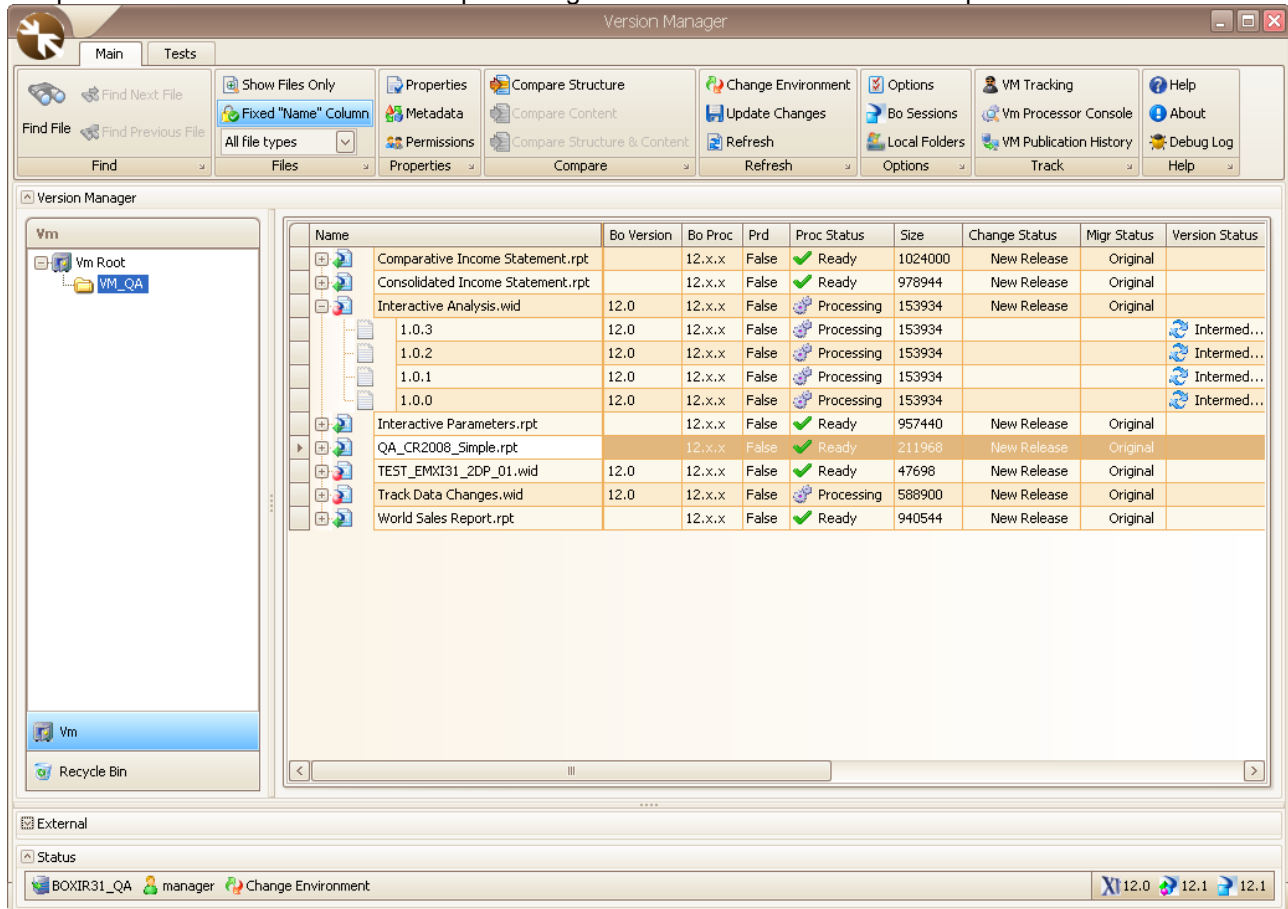 Version Manager
Main Tests
Find File
Find Next File
Find Previous File
Find
Show Files Only
Fixed "Name" Column
All file types
Files
Properties
Metadata
Permissions
Properties
Compare Structure
Compare Content
Compare Structure & Content
Compare
Change Environment
Update Changes
Refresh
Refresh
Options
Bo Sessions
Local Folders
Options
VM Tracking
Vm Processor Console
VM Publication History
Track
Help
About
Debug Log
Help
Version Manager
Vm
Vm Root
VM_QA
Vm
Recycle Bin
Name Bo Version Bo Proc Prd Proc Status Size Change Status Migr Status Version Status
Comparative Income Statement.rpt 12.x.x False Ready 1024000 New Release Original
Consolidated Income Statement.rpt 12.x.x False Ready 978944 New Release Original
Interactive Analysis.wid 12.0 12.x.x False Processing 153934 New Release Original
1.0.3 12.0 12.x.x False Processing 153934 Intermed...
1.0.2 12.0 12.x.x False Processing 153934 Intermed...
1.0.1 12.0 12.x.x False Processing 153934 Intermed...
1.0.0 12.0 12.x.x False Processing 153934 Intermed...
Interactive Parameters.rpt 12.x.x False Ready 957440 New Release Original
QA_CR2008_Simple.rpt 12.x.x False Ready 211968 New Release Original
TEST_EMXI31_2DP_01.wid 12.0 12.x.x False Ready 47698 New Release Original
Track Data Changes.wid 12.0 12.x.x False Processing 588900 New Release Original
World Sales Report.rpt 12.x.x False Ready 940544 New Release Original
External
Status
BOXIR31_QA manager Change Environment XI 12.0 12.1 12.1